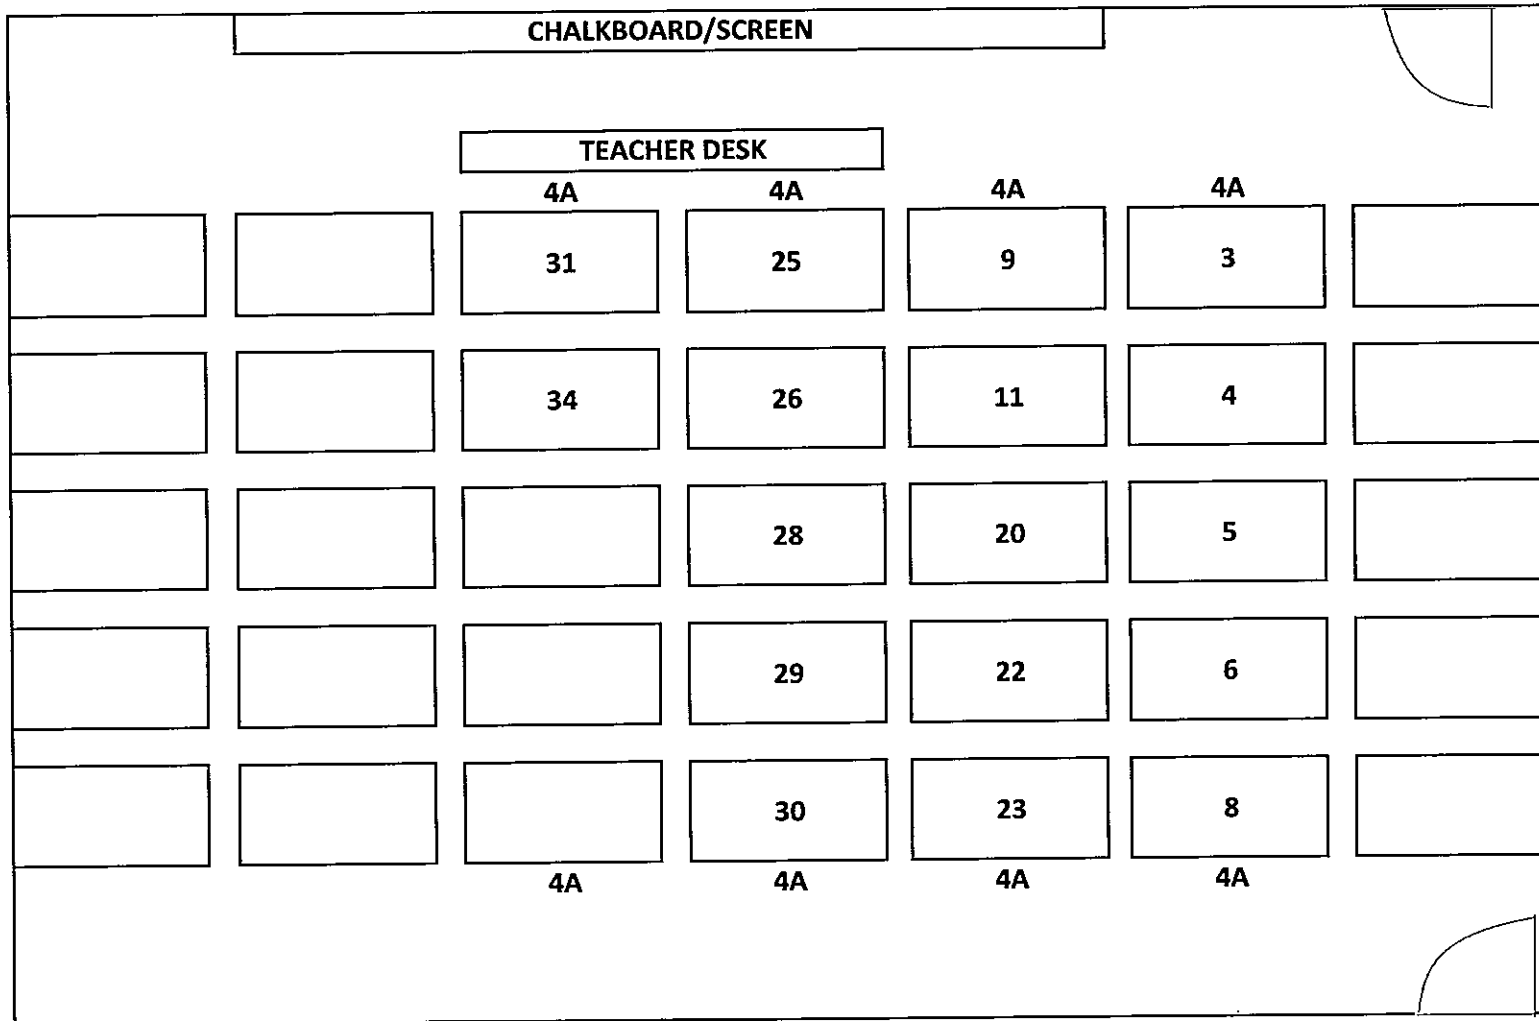 CHALKBOARD/SCREEN
TEACHER DESK
4A 4A 4A 4A
31 25 9 3
34 26 11 4
28 20 5
29 22 6
30 23 8
4A 4A 4A 4A